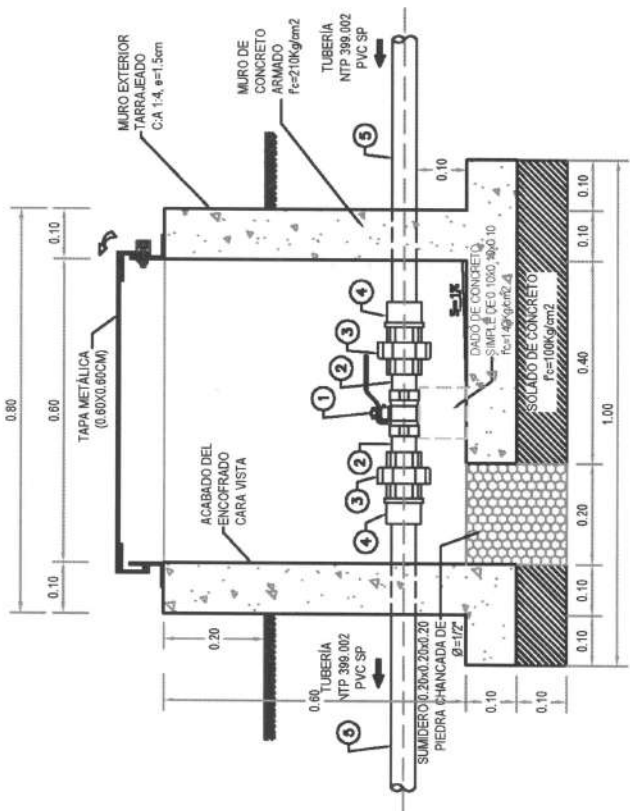 0.80
0.10
0.60
0.10
TAPA METÁLICA
(0.60X0.60CM)
MURO EXTERIOR
TARRAJEADO
C:A 1:4, e=1.5cm
MURO DE
CONCRETO
ARMADO
f'c=210Kg/cm2
ACABADO DEL
ENCOFRADO
CARA VISTA
0.20
0.60
TUBERÍA
NTP 399.002
PVC SP
TUBERÍA
NTP 399.002
PVC SP
5
4
3
2
1
2
3
4
5
0.10
S=1%
DADO DE CONCRETO
SIMPLE DE 0.10x0.10x0.10
f'c=140Kg/cm2
SUMIDERO 0.20x0.20x0.20
PIEDRA CHANCADA DE
Ø=1/2"
SOLADO DE CONCRETO
f'c=100Kg/cm2
0.10
0.10
0.10
0.10
0.20
0.40
0.10
0.10
1.00